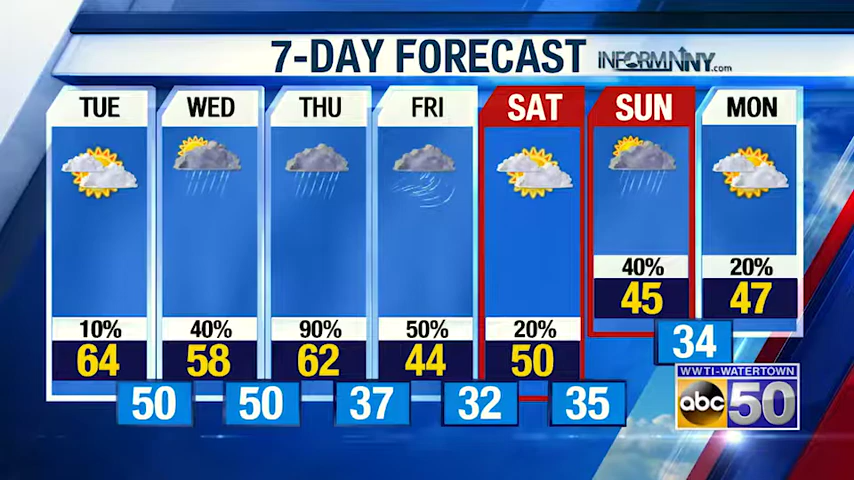 7-DAY FORECAST
INFORMNNY.com
TUE WED THU FRI SAT SUN MON
40% 20%
45 47
10% 40% 90% 50% 20%
64 58 62 44 50
34
50 50 37 32 35
WWTI-WATERTOWN
abc 50